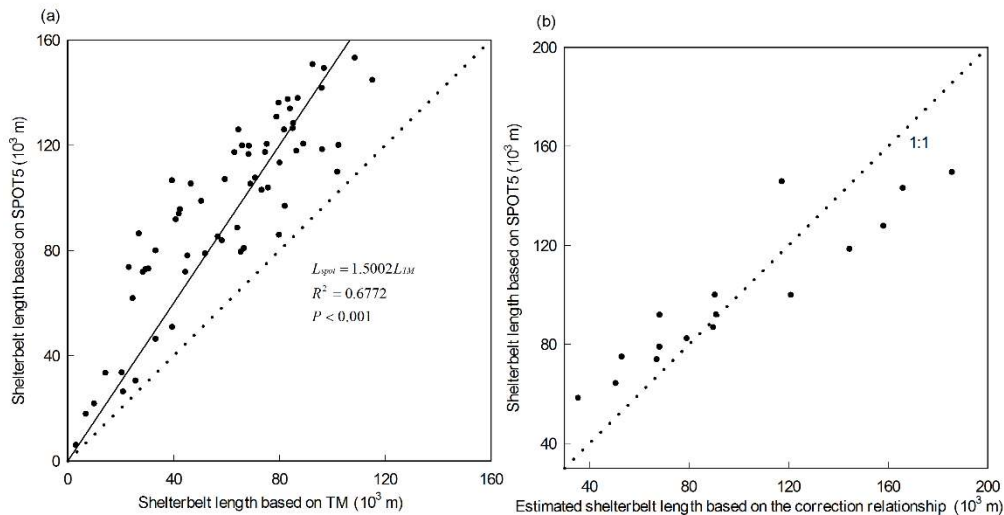 (a)
160
120
80
40
0
0 40 80 120 160
Shelterbelt length based on SPOT5 (10³ m)
Shelterbelt length based on TM (10³ m)
Lspot = 1.5002LTM
R² = 0.6772
P < 0.001
(b)
200
160
120
80
40
40 80 120 160 200
Shelterbelt length based on SPOT5 (10³ m)
Estimated shelterbelt length based on the correction relationship (10³ m)
1:1